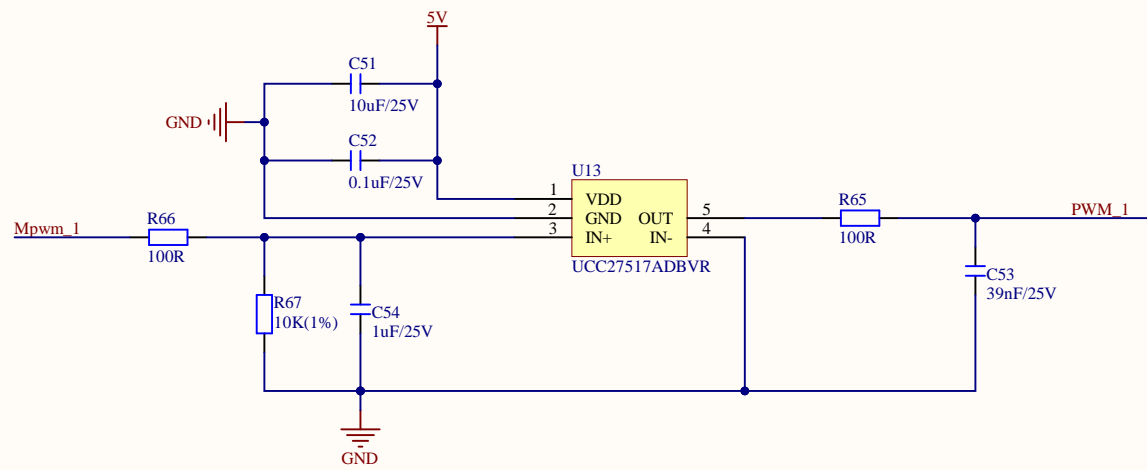 5V
C51
10uF/25V
GND
C52
0.1uF/25V
U13
1 VDD
2 GND OUT 5
3 IN+ IN- 4
UCC27517ADBVR
R65
100R
PWM_1
Mpwm_1
R66
100R
C53
39nF/25V
R67
10K(1%)
C54
1uF/25V
GND